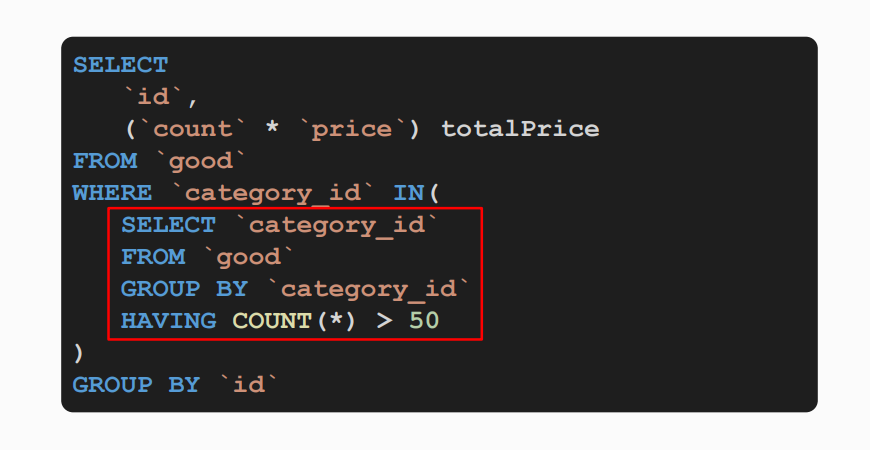 SELECT
`id`,
(`count` * `price`) totalPrice
FROM `good`
WHERE `category_id` IN(
SELECT `category_id`
FROM `good`
GROUP BY `category_id`
HAVING COUNT(*) > 50
)
GROUP BY `id`